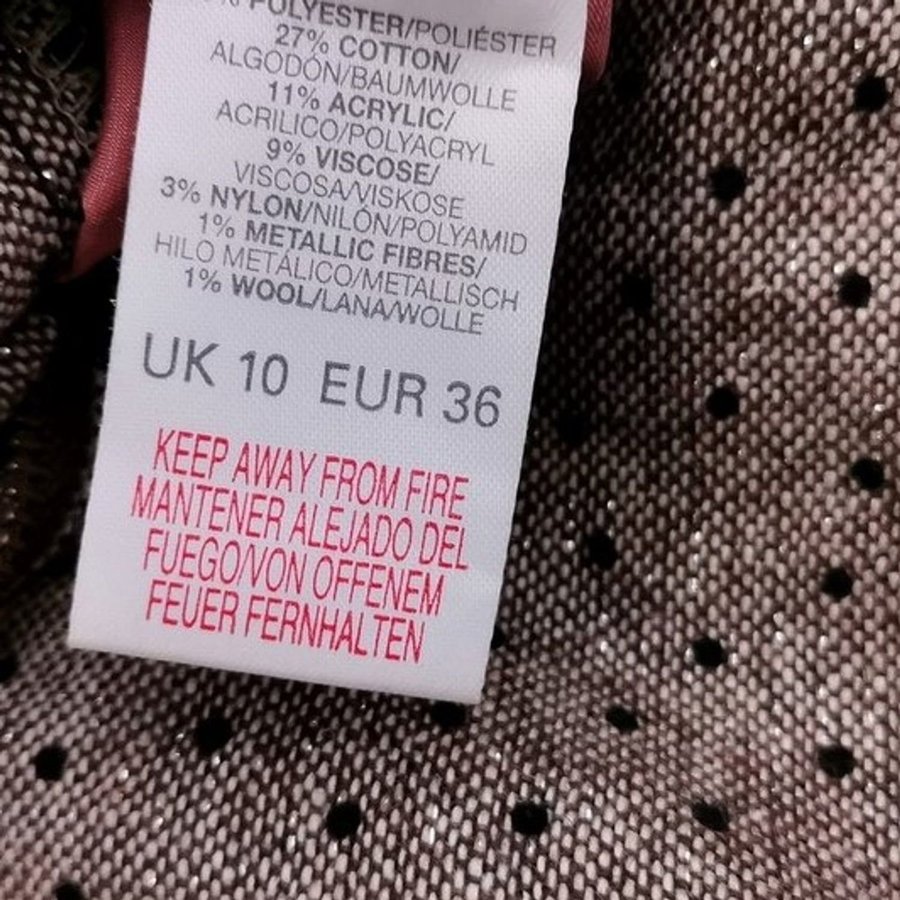 % POLYESTER/POLIÉSTER
27% COTTON/
ALGODÓN/BAUMWOLLE
11% ACRYLIC/
ACRILICO/POLYACRYL
9% VISCOSE/
VISCOSA/VISKOSE
3% NYLON/NILÓN/POLYAMID
1% METALLIC FIBRES/
HILO METÁLICO/METALLISCH
1% WOOL/LANA/WOLLE
UK 10 EUR 36
KEEP AWAY FROM FIRE
MANTENER ALEJADO DEL
FUEGO/VON OFFENEM
FEUER FERNHALTEN